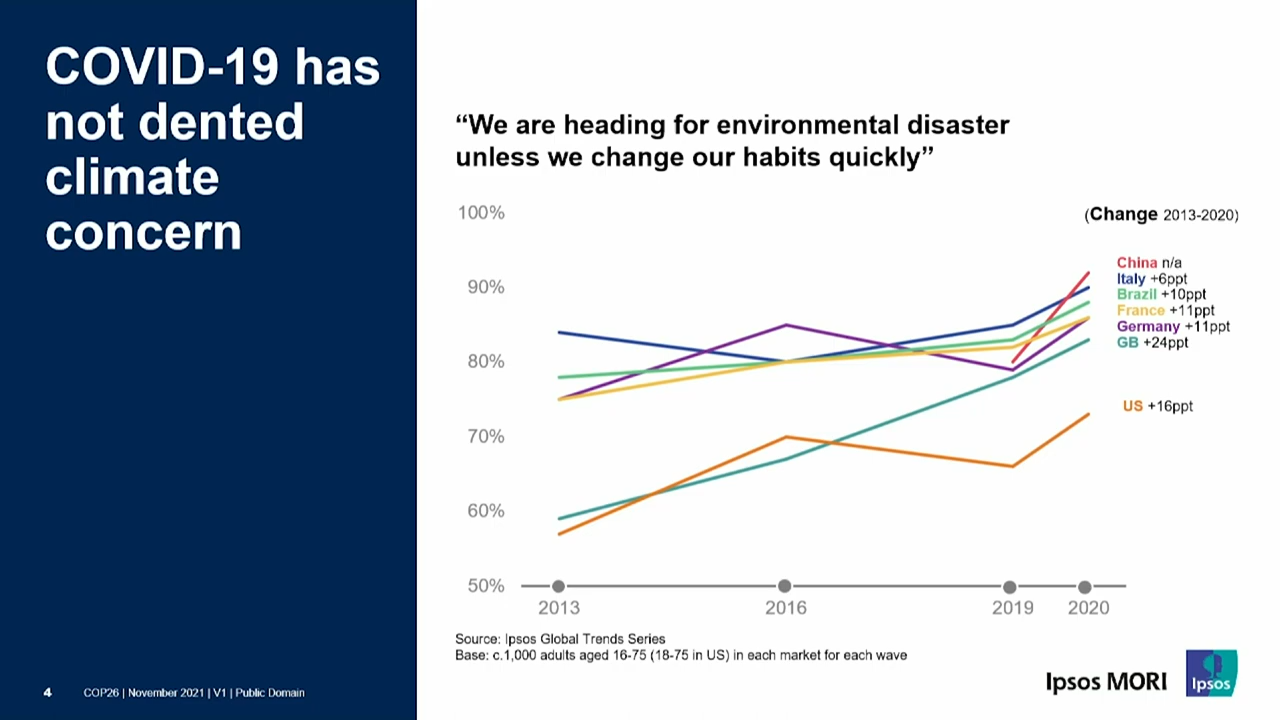 COVID-19 has
not dented
climate
concern
“We are heading for environmental disaster
unless we change our habits quickly”
100%
90%
80%
70%
60%
50%
2013
2016
2019
2020
(Change 2013-2020)
China n/a
Italy +6ppt
Brazil +10ppt
France +11ppt
Germany +11ppt
GB +24ppt
US +16ppt
Source: Ipsos Global Trends Series
Base: c.1,000 adults aged 16-75 (18-75 in US) in each market for each wave
4 COP26 | November 2021 | V1 | Public Domain
Ipsos MORI
Ipsos